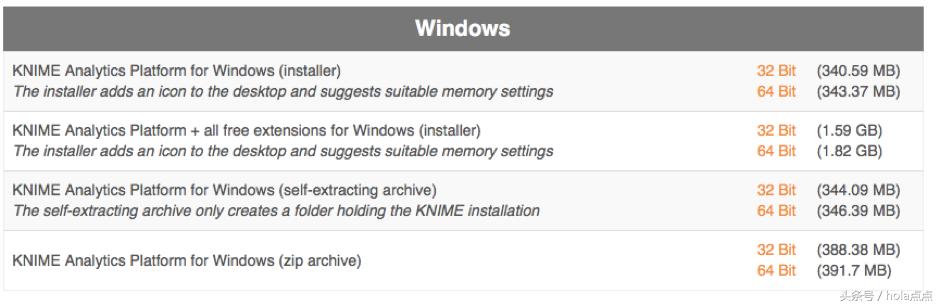 Windows
KNIME Analytics Platform for Windows (installer) 32 Bit (340.59 MB)
The installer adds an icon to the desktop and suggests suitable memory settings 64 Bit (343.37 MB)
KNIME Analytics Platform + all free extensions for Windows (installer) 32 Bit (1.59 GB)
The installer adds an icon to the desktop and suggests suitable memory settings 64 Bit (1.82 GB)
KNIME Analytics Platform for Windows (self-extracting archive) 32 Bit (344.09 MB)
The self-extracting archive only creates a folder holding the KNIME installation 64 Bit (346.39 MB)
KNIME Analytics Platform for Windows (zip archive) 32 Bit (388.38 MB)
64 Bit (391.7 MB)
头条号 / hola点点